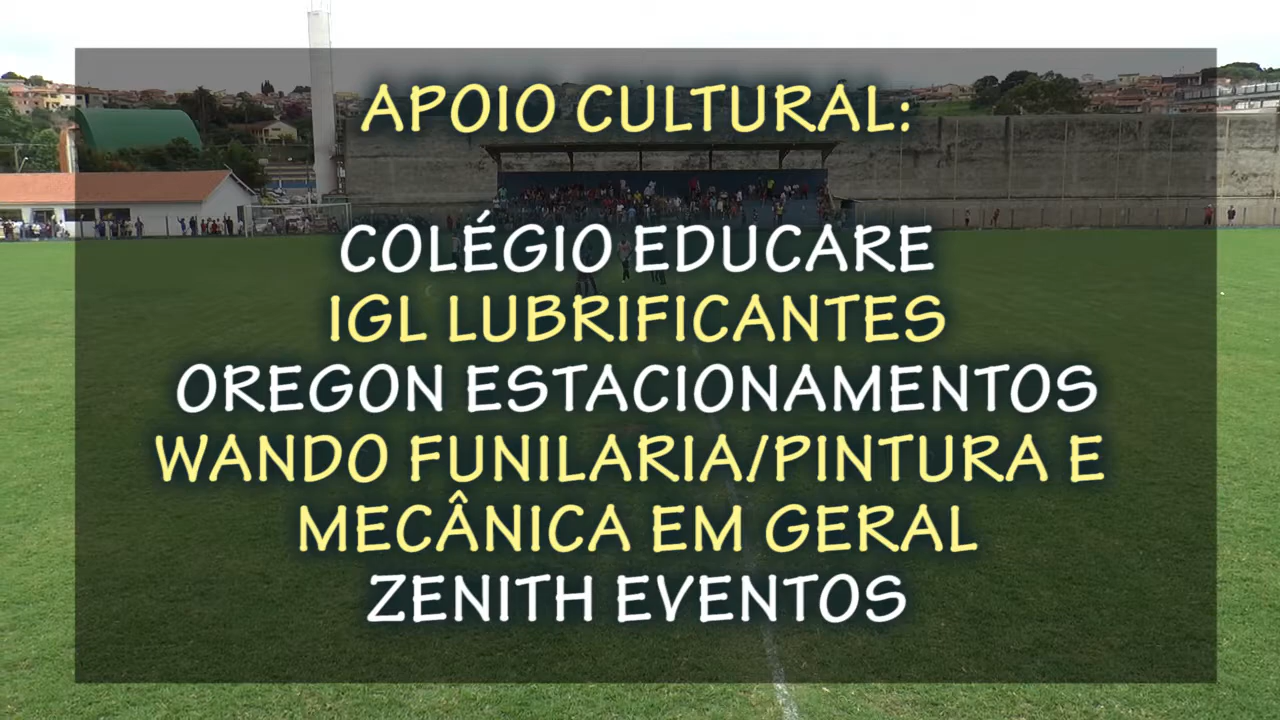 APOIO CULTURAL:
COLÉGIO EDUCARE
IGL LUBRIFICANTES
OREGON ESTACIONAMENTOS
WANDO FUNILARIA/PINTURA E
MECÂNICA EM GERAL
ZENITH EVENTOS